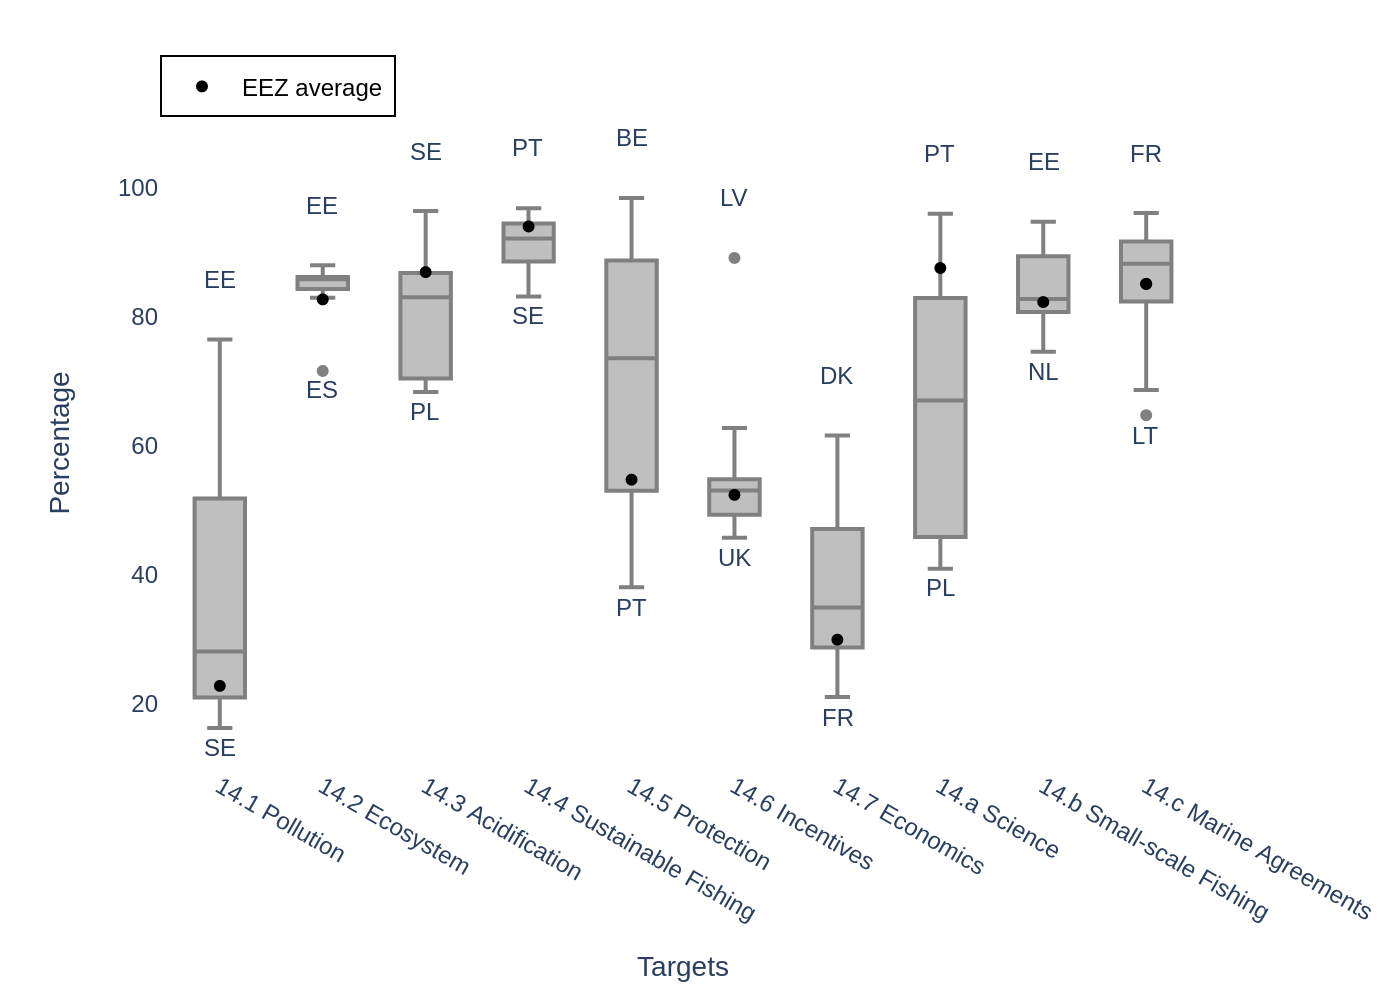 EEZ average
BE
SE
PT
PT
FR
EE
100
LV
EE
EE
80
SE
DK
NL
ES
PL
LT
60
Percentage
UK
40
PL
PT
20
FR
SE
14.1 Pollution
14.2 Ecosystem
14.3 Acidification
14.4 Sustainable Fishing
14.5 Protection
14.6 Incentives
14.7 Economics
14.a Science
14.b Small-scale Fishing
14.c Marine Agreements
Targets